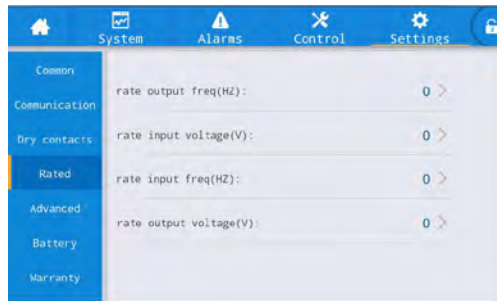 System
Alarms
Control
Settings
Common
Communication
Dry contacts
Rated
Advanced
Battery
Warranty
rate output freq(HZ): 0
rate input voltage(V): 0
rate input freq(HZ): 0
rate output voltage(V): 0